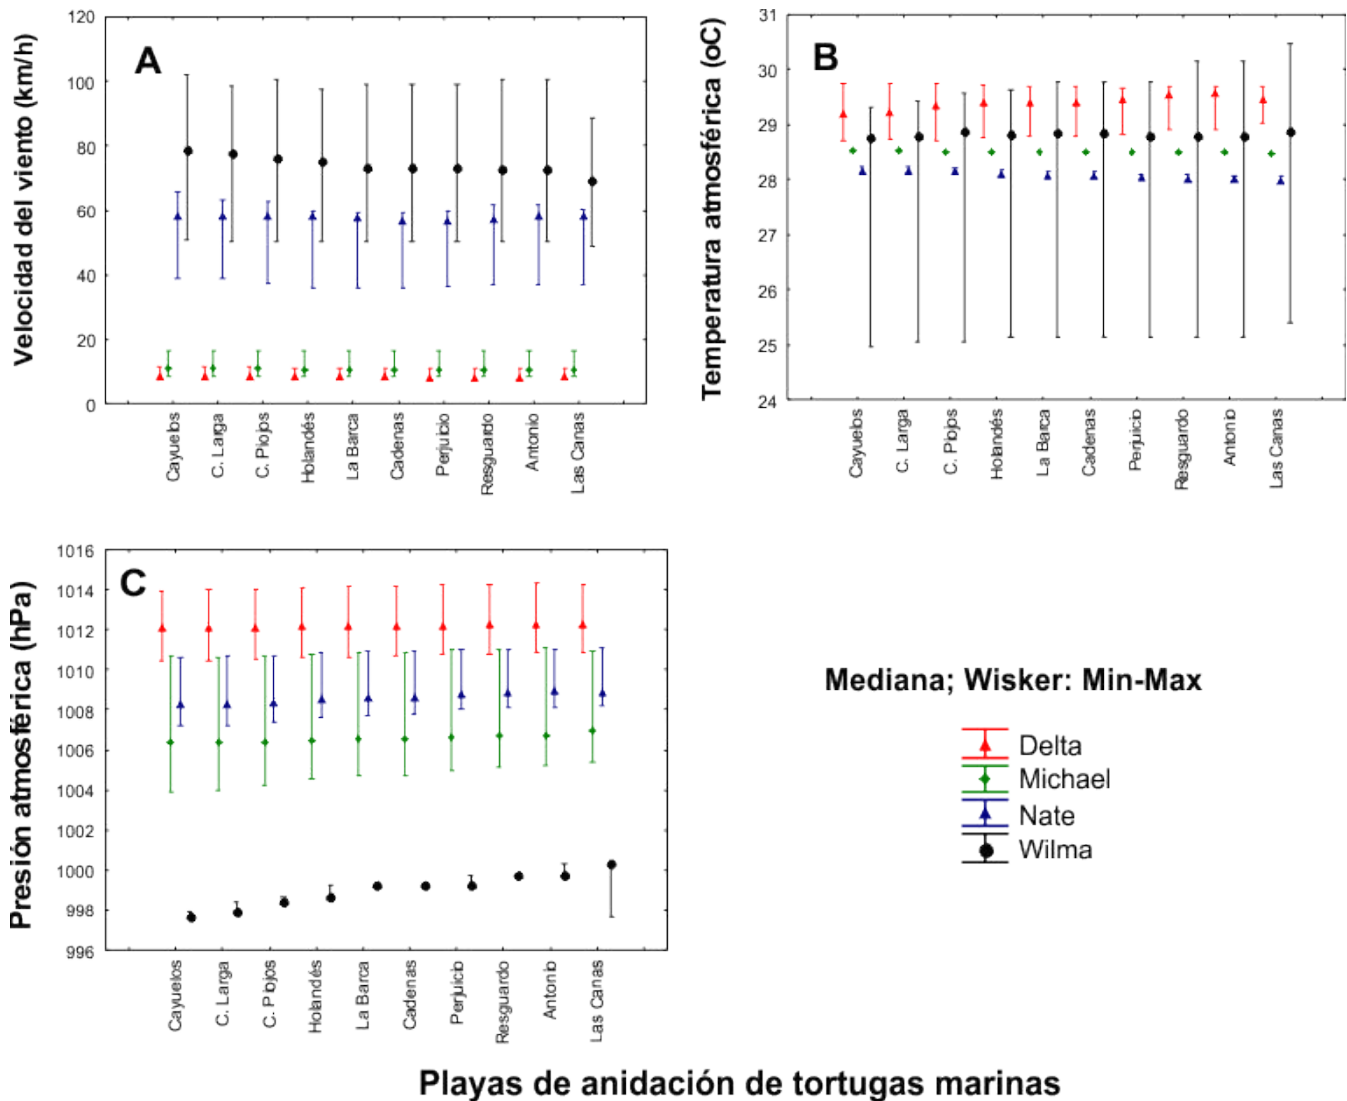 A
Velocidad del viento (km/h)
120
100
80
60
40
20
0
Cayuelos
C. Larga
C. Piojos
Holandés
La Barca
Cadenas
Perjuicio
Resguardo
Antonio
Las Canas
B
Temperatura atmosférica (oC)
31
30
29
28
27
26
25
24
Cayuelos
C. Larga
C. Piojos
Holandés
La Barca
Cadenas
Perjuicio
Resguardo
Antonio
Las Canas
C
Presión atmosférica (hPa)
1016
1014
1012
1010
1008
1006
1004
1002
1000
998
996
Cayuelos
C. Larga
C. Piojos
Holandés
La Barca
Cadenas
Perjuicio
Resguardo
Antonio
Las Canas
Mediana; Wisker: Min-Max
Delta
Michael
Nate
Wilma
Playas de anidación de tortugas marinas